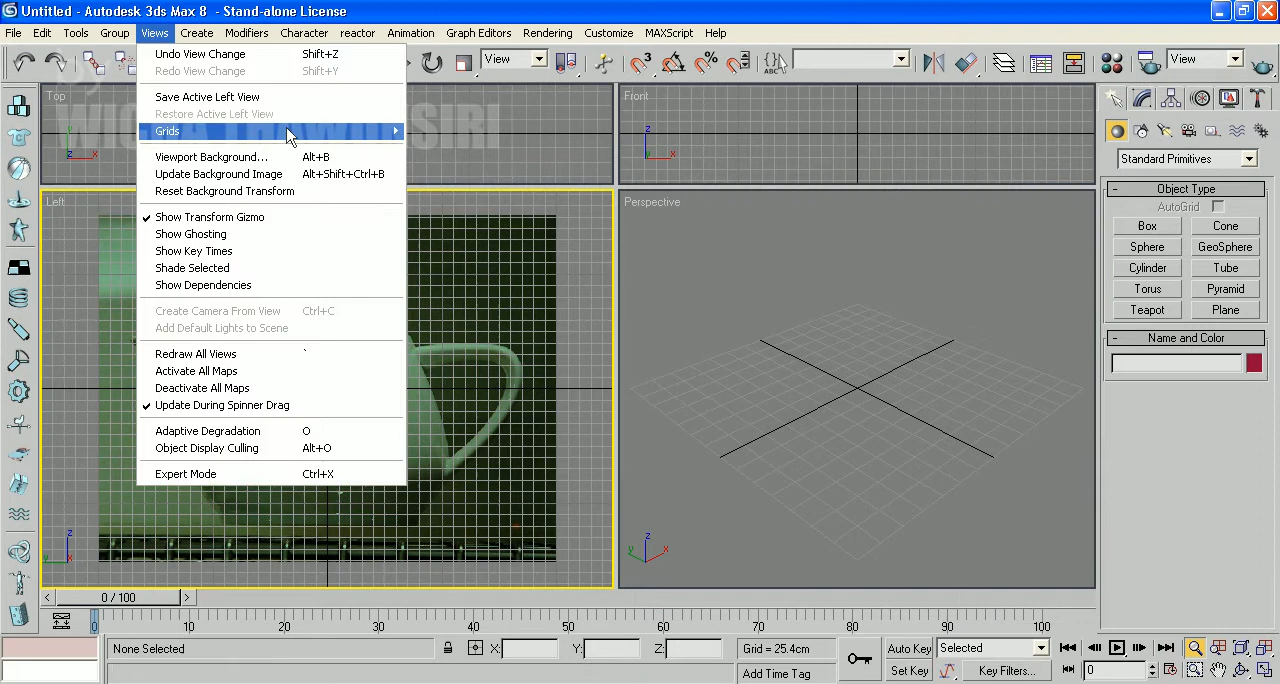 Untitled - Autodesk 3ds Max 8 - Stand-alone License
File Edit Tools Group Views Create Modifiers Character reactor Animation Graph Editors Rendering Customize MAXScript Help
View
3
ABC
View
by
Undo View Change Shift+Z
Redo View Change Shift+Y
Save Active Left View
Restore Active Left View
Grids
Viewport Background... Alt+B
Update Background Image Alt+Shift+Ctrl+B
Reset Background Transform
Show Transform Gizmo
Show Ghosting
Show Key Times
Shade Selected
Show Dependencies
Create Camera From View Ctrl+C
Add Default Lights to Scene
Redraw All Views `
Activate All Maps
Deactivate All Maps
Update During Spinner Drag
Adaptive Degradation O
Object Display Culling Alt+O
Expert Mode Ctrl+X
Top
y
z x
Front
z
x
Left
z
y x
Perspective
z
y x
Standard Primitives
- Object Type
AutoGrid
Box Cone
Sphere GeoSphere
Cylinder Tube
Torus Pyramid
Teapot Plane
- Name and Color
< 0 / 100 >
0 10 20 30 40 50 60 70 80 90 100
None Selected X: Y: Z: Grid = 25.4cm Auto Key Selected
Add Time Tag Set Key Key Filters... 0